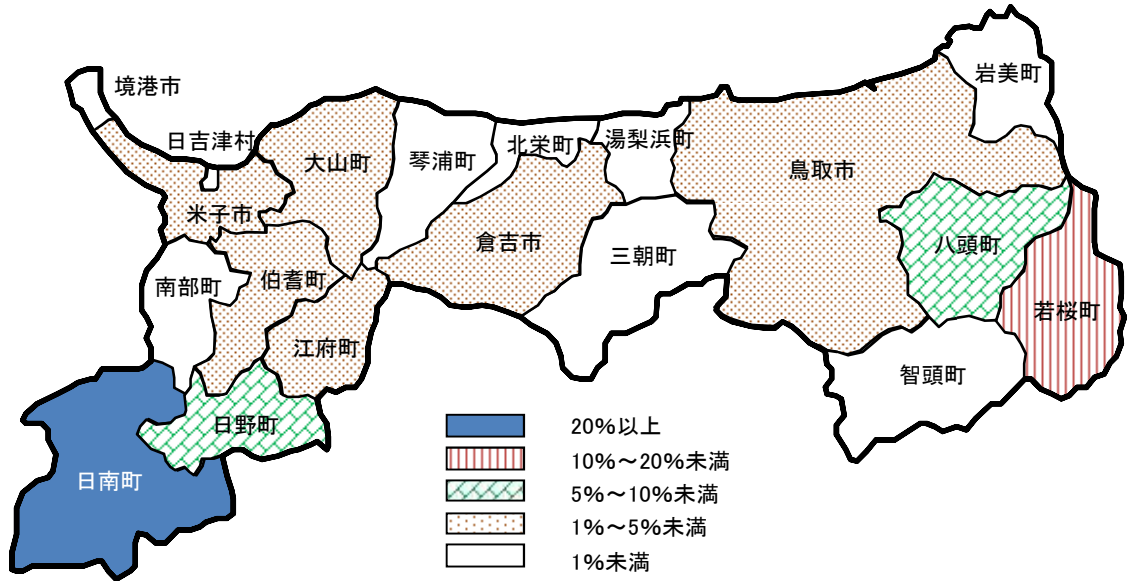 境港市
岩美町
日吉津村
大山町
琴浦町
北栄町
湯梨浜町
鳥取市
米子市
倉吉市
三朝町
八頭町
南部町
伯耆町
若桜町
江府町
智頭町
日野町
日南町
20%以上
10%～20%未満
5%～10%未満
1%～5%未満
1%未満